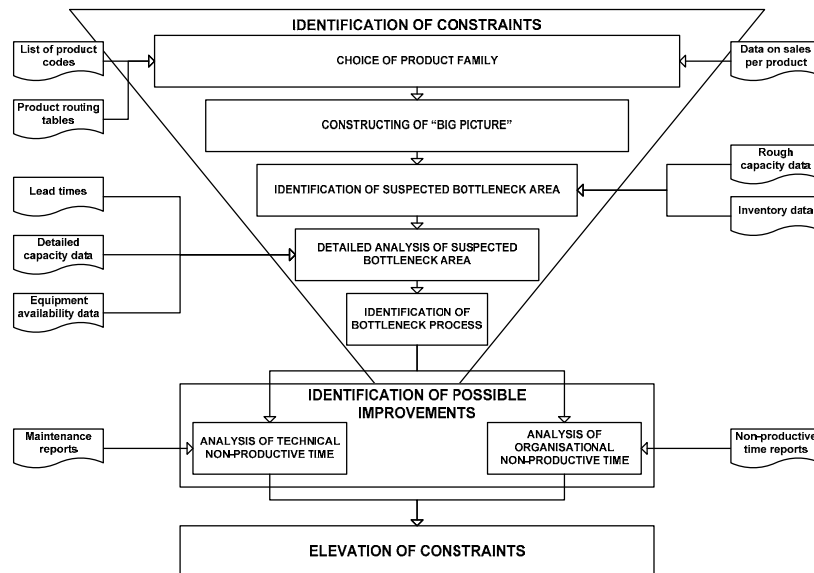 IDENTIFICATION OF CONSTRAINTS
List of product
codes
CHOICE OF PRODUCT FAMILY
Data on sales
per product
Product routing
tables
CONSTRUCTING OF “BIG PICTURE”
Rough
capacity data
IDENTIFICATION OF SUSPECTED BOTTLENECK AREA
Lead times
Inventory data
Detailed
capacity data
DETAILED ANALYSIS OF SUSPECTED
BOTTLENECK AREA
Equipment
availability data
IDENTIFICATION OF
BOTTLENECK PROCESS
IDENTIFICATION OF POSSIBLE
IMPROVEMENTS
Maintenance
reports
ANALYSIS OF TECHNICAL
NON-PRODUCTIVE TIME
ANALYSIS OF
ORGANISATIONAL
NON-PRODUCTIVE TIME
Non-productive
time reports
ELEVATION OF CONSTRAINTS